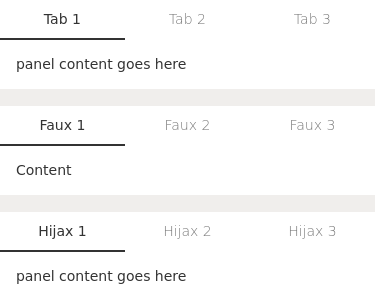 Tab 1 Tab 2 Tab 3
panel content goes here
Faux 1 Faux 2 Faux 3
Content
Hijax 1 Hijax 2 Hijax 3
panel content goes here